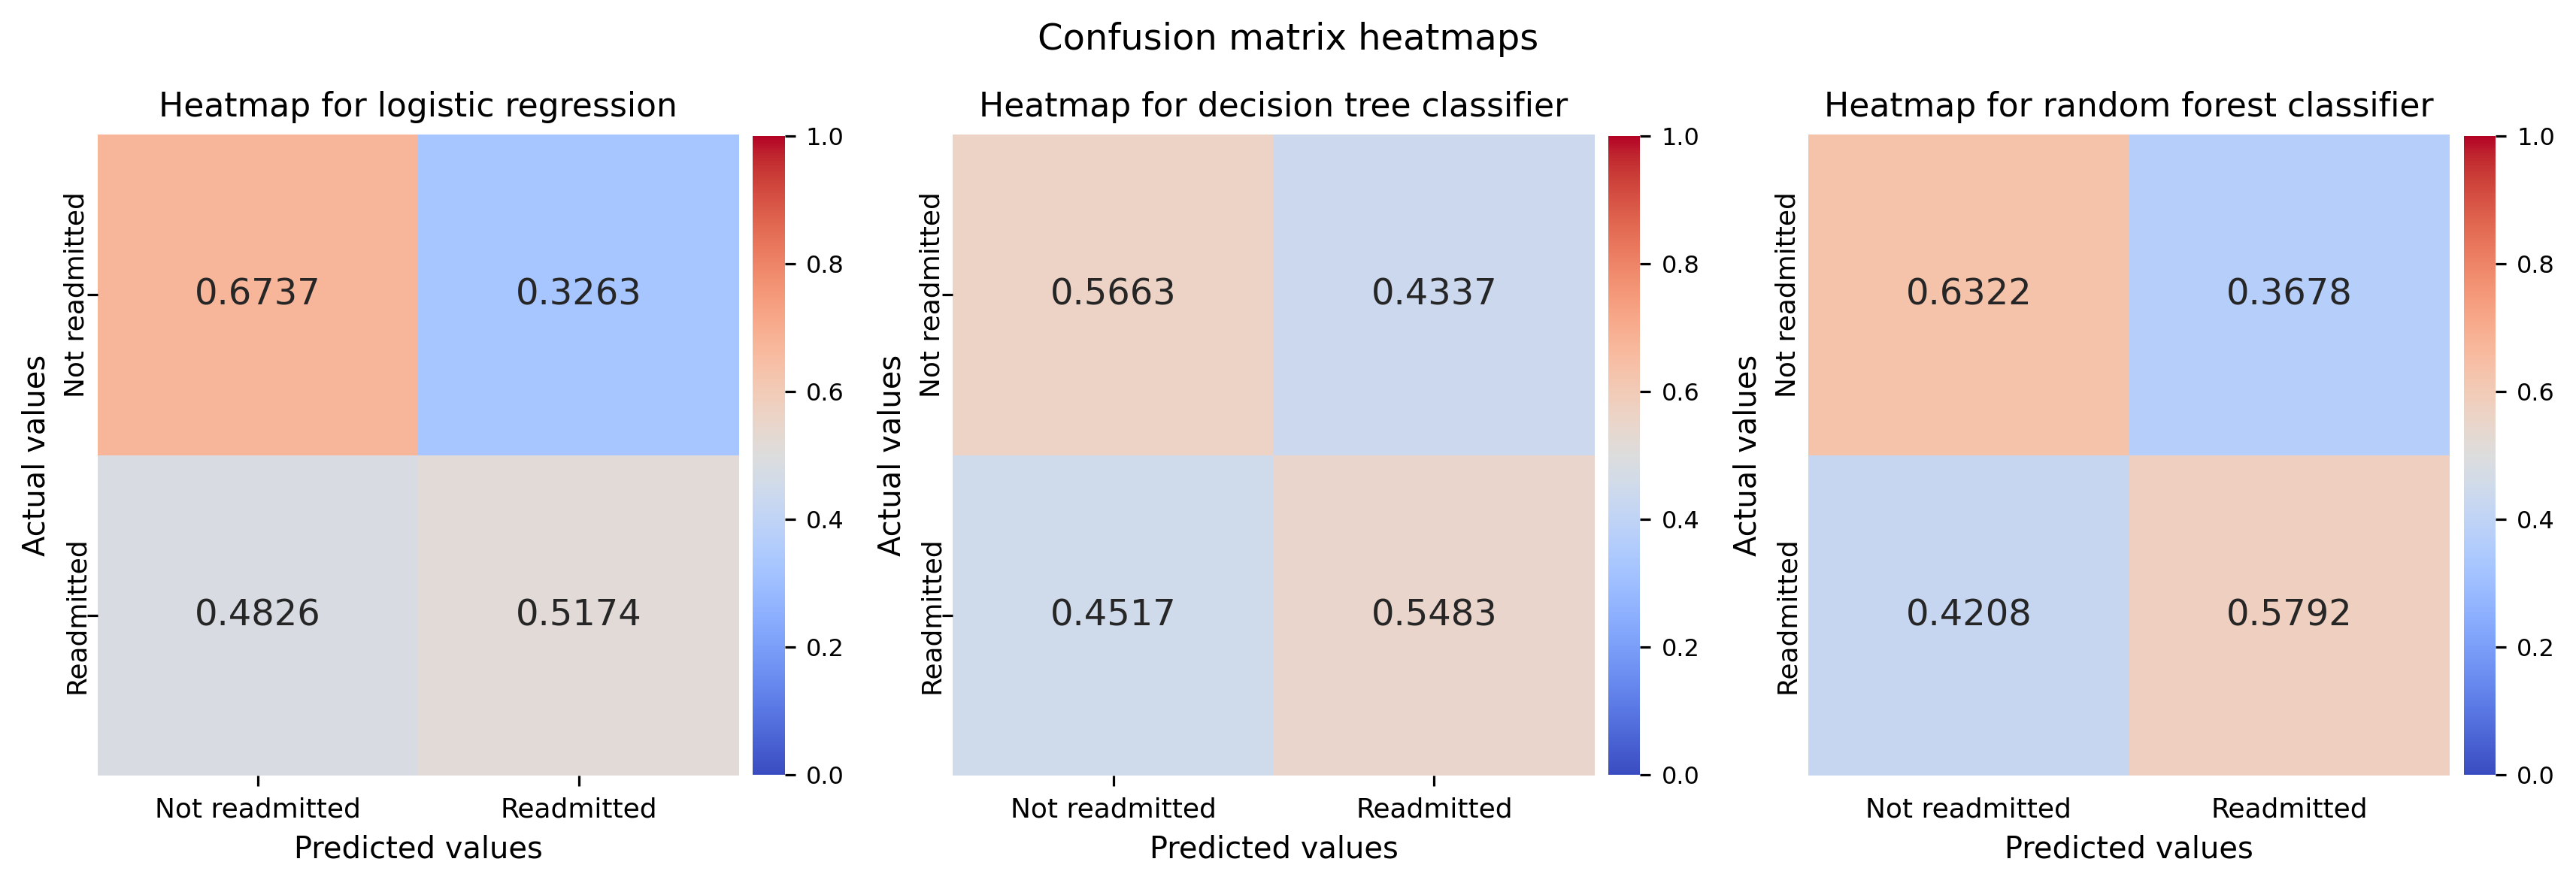 Confusion matrix heatmaps
Heatmap for logistic regression
Actual values
Not readmitted
Readmitted
0.6737 0.3263
0.4826 0.5174
Not readmitted Readmitted
Predicted values
1.0
0.8
0.6
0.4
0.2
0.0
Heatmap for decision tree classifier
Actual values
Not readmitted
Readmitted
0.5663 0.4337
0.4517 0.5483
Not readmitted Readmitted
Predicted values
1.0
0.8
0.6
0.4
0.2
0.0
Heatmap for random forest classifier
Actual values
Not readmitted
Readmitted
0.6322 0.3678
0.4208 0.5792
Not readmitted Readmitted
Predicted values
1.0
0.8
0.6
0.4
0.2
0.0